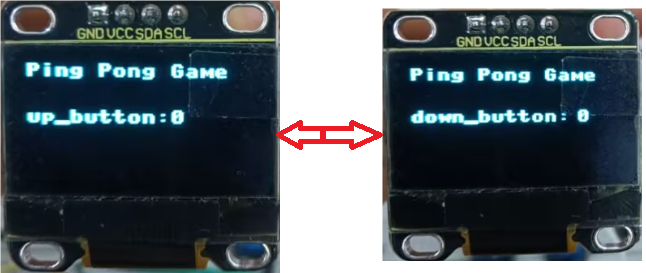 GND VCC SDA SCL
Ping Pong Game
up_button:0
GND VCC SDA SCL
Ping Pong Game
down_button: 0